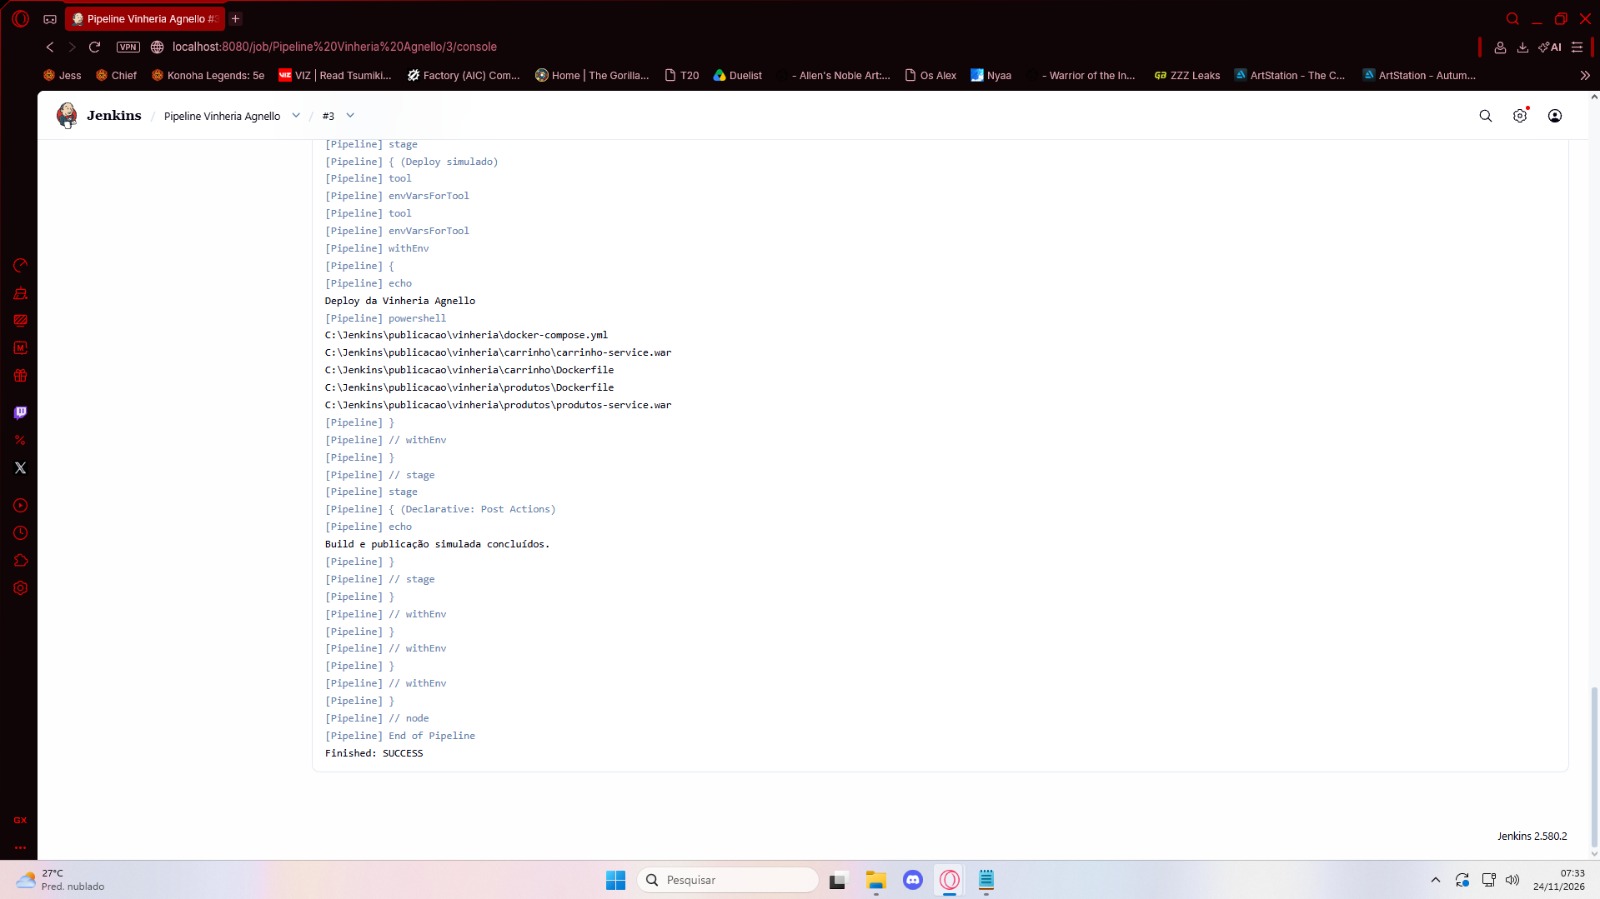 Pipeline Vinheria Agnello #3
VPN
localhost:8080/job/Pipeline%20Vinheria%20Agnello/3/console
AI
Jess
Chief
Konoha Legends: 5e
VIZ | Read Tsumiki...
Factory (AIC) Com...
Home | The Gorilla...
T20
Duelist
- Allen's Noble Art:...
Os Alex
Nyaa
- Warrior of the In...
ZZZ Leaks
ArtStation - The C...
ArtStation - Autum...
Jenkins / Pipeline Vinheria Agnello / #3
[Pipeline] stage
[Pipeline] { (Deploy simulado)
[Pipeline] tool
[Pipeline] envVarsForTool
[Pipeline] tool
[Pipeline] envVarsForTool
[Pipeline] withEnv
[Pipeline] {
[Pipeline] echo
Deploy da Vinheria Agnello
[Pipeline] powershell
C:\Jenkins\publicacao\vinheria\docker-compose.yml
C:\Jenkins\publicacao\vinheria\carrinho\carrinho-service.war
C:\Jenkins\publicacao\vinheria\carrinho\Dockerfile
C:\Jenkins\publicacao\vinheria\produtos\Dockerfile
C:\Jenkins\publicacao\vinheria\produtos\produtos-service.war
[Pipeline] }
[Pipeline] // withEnv
[Pipeline] }
[Pipeline] // stage
[Pipeline] stage
[Pipeline] { (Declarative: Post Actions)
[Pipeline] echo
Build e publicação simulada concluídos.
[Pipeline] }
[Pipeline] // stage
[Pipeline] }
[Pipeline] // withEnv
[Pipeline] }
[Pipeline] // withEnv
[Pipeline] }
[Pipeline] // withEnv
[Pipeline] }
[Pipeline] // node
[Pipeline] End of Pipeline
Finished: SUCCESS
GX
Jenkins 2.580.2
27°C
Pred. nublado
Pesquisar
07:33
24/11/2026